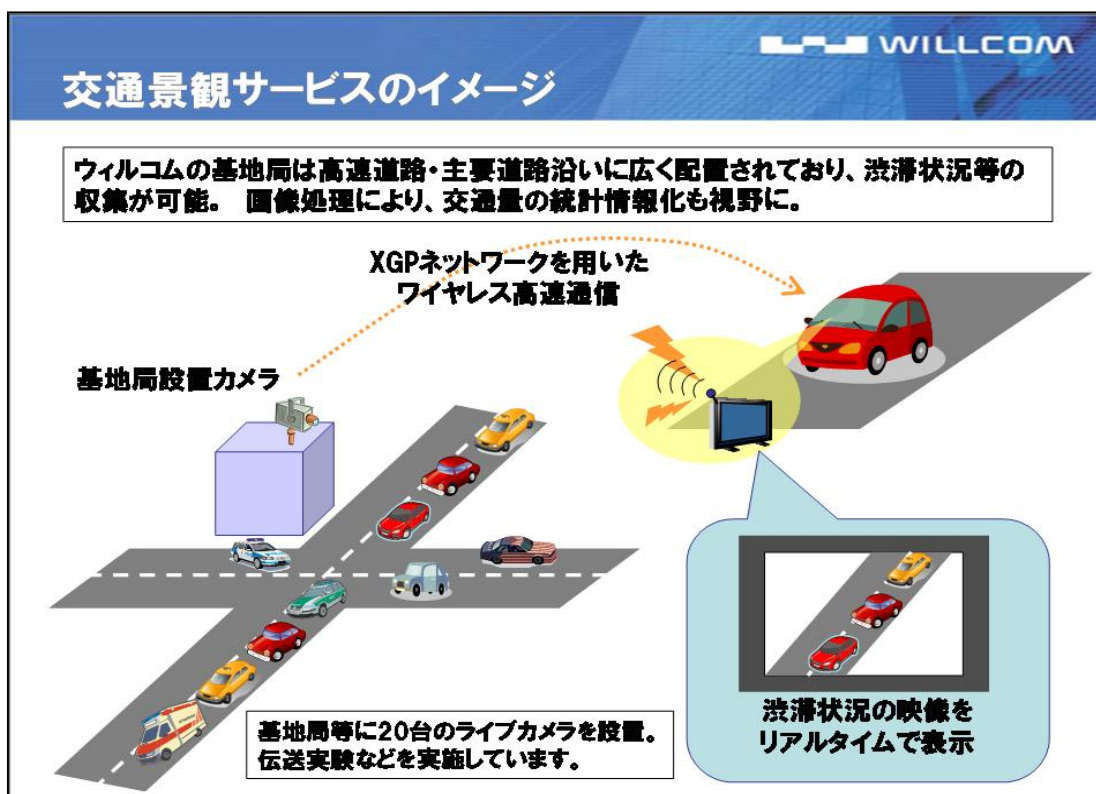 WILLCOM
交通景観サービスのイメージ
ウィルコムの基地局は高速道路・主要道路沿いに広く配置されており、渋滞状況等の
収集が可能。 画像処理により、交通量の統計情報化も視野に。
XGPネットワークを用いた
ワイヤレス高速通信
基地局設置カメラ
基地局等に20台のライブカメラを設置。
伝送実験などを実施しています。
渋滞状況の映像を
リアルタイムで表示